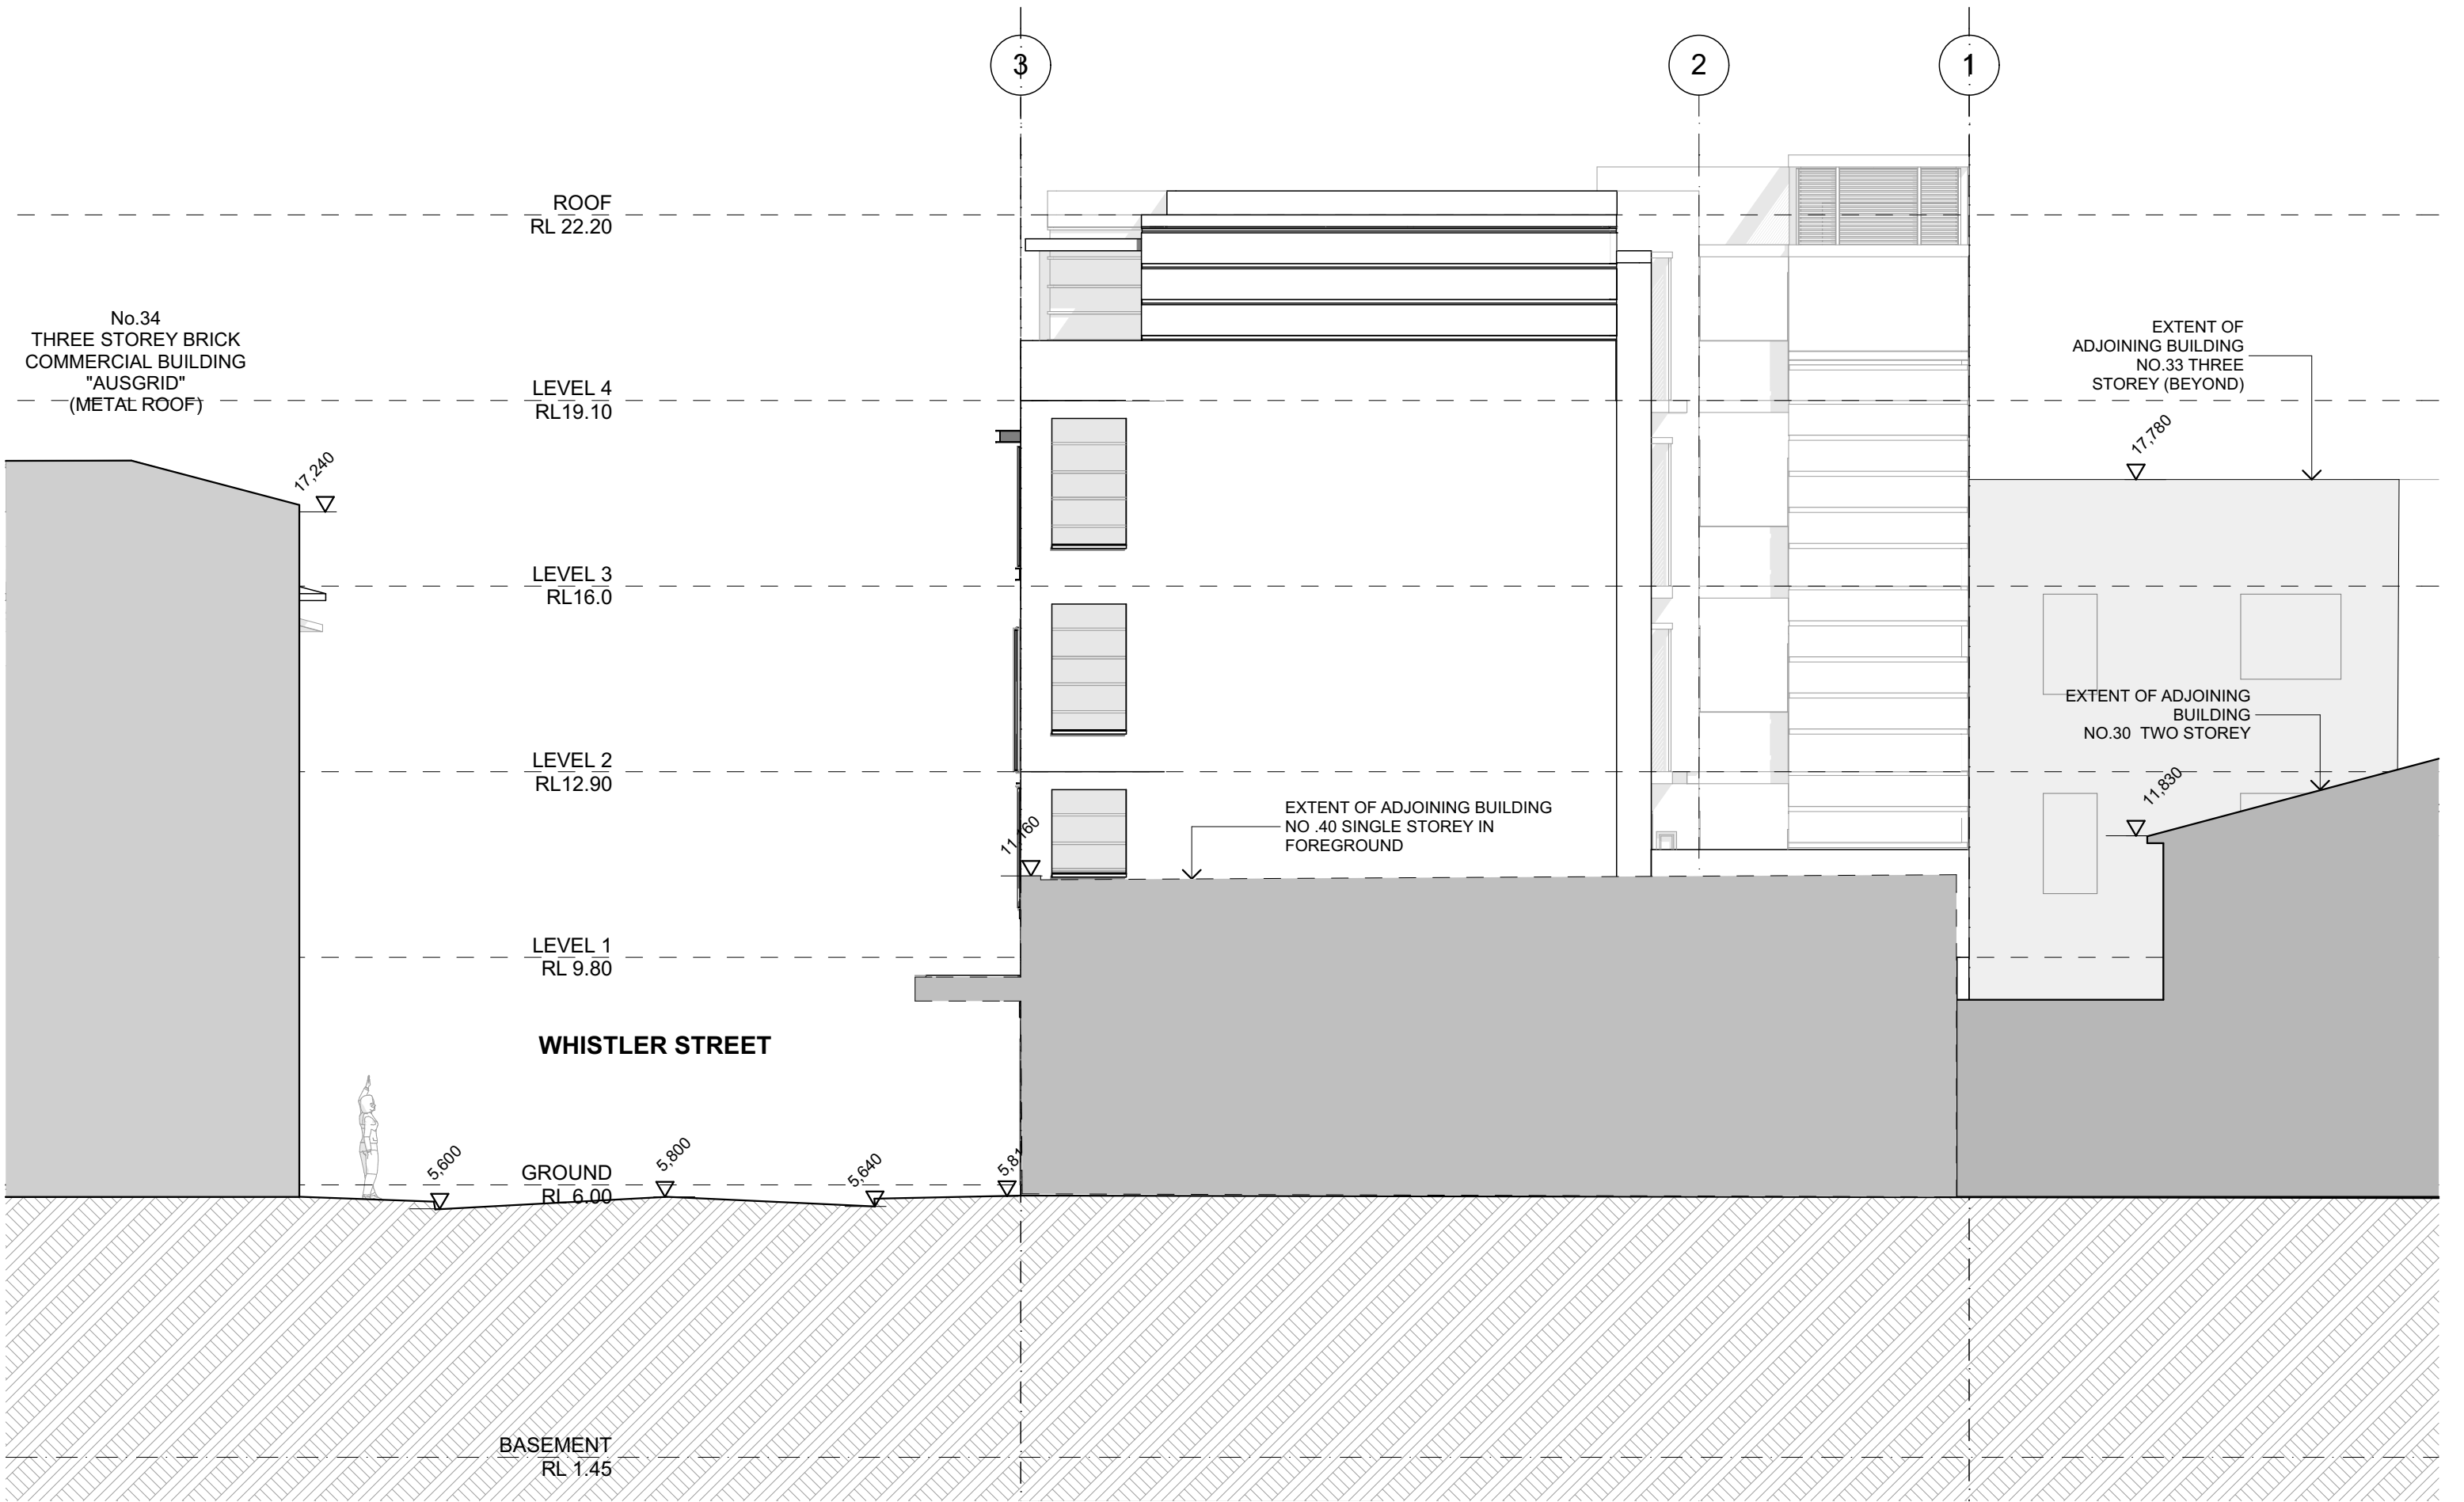 3
2
1
ROOF
RL 22.20
No.34
THREE STOREY BRICK
COMMERCIAL BUILDING
"AUSGRID"
(METAL ROOF)
LEVEL 4
RL19.10
EXTENT OF
ADJOINING BUILDING
NO.33 THREE
STOREY (BEYOND)
17,780
17,240
LEVEL 3
RL16.0
EXTENT OF ADJOINING
BUILDING
NO.30 TWO STOREY
LEVEL 2
RL12.90
11,830
EXTENT OF ADJOINING BUILDING
NO .40 SINGLE STOREY IN
FOREGROUND
11,160
LEVEL 1
RL 9.80
WHISTLER STREET
5,600
5,800
5,640
5,81
GROUND
RL 6.00
BASEMENT
RL 1.45